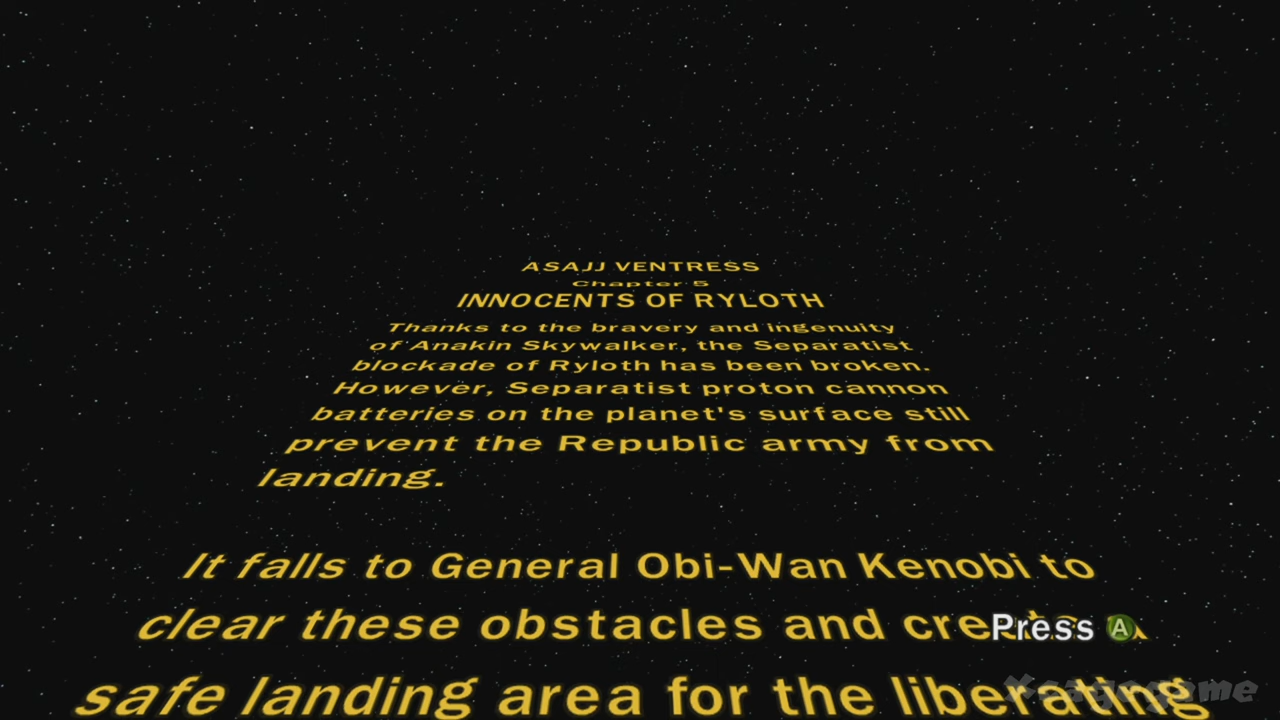 ASAJJ VENTRESS
Chapter 5
INNOCENTS OF RYLOTH
Thanks to the bravery and ingenuity
of Anakin Skywalker, the Separatist
blockade of Ryloth has been broken.
However, Separatist proton cannon
batteries on the planet's surface still
prevent the Republic army from
landing.
It falls to General Obi-Wan Kenobi to
clear these obstacles and create a
Press A
safe landing area for the liberating